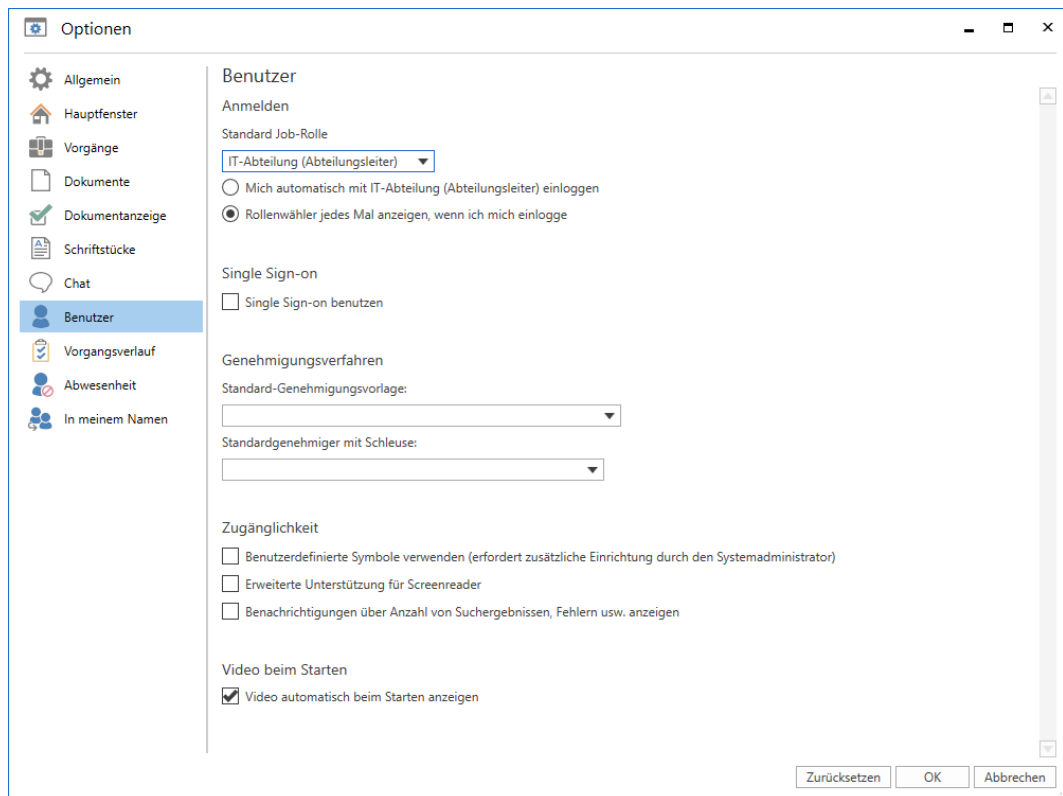 Optionen
Allgemein
Hauptfenster
Vorgänge
Dokumente
Dokumentanzeige
Schriftstücke
Chat
Benutzer
Vorgangsverlauf
Abwesenheit
In meinem Namen
Benutzer
Anmelden
Standard Job-Rolle
IT-Abteilung (Abteilungsleiter)
Mich automatisch mit IT-Abteilung (Abteilungsleiter) einloggen
Rollenwähler jedes Mal anzeigen, wenn ich mich einlogge
Single Sign-on
Single Sign-on benutzen
Genehmigungsverfahren
Standard-Genehmigungsvorlage:
Standardgenehmiger mit Schleuse:
Zugänglichkeit
Benutzerdefinierte Symbole verwenden (erfordert zusätzliche Einrichtung durch den Systemadministrator)
Erweiterte Unterstützung für Screenreader
Benachrichtigungen über Anzahl von Suchergebnissen, Fehlern usw. anzeigen
Video beim Starten
Video automatisch beim Starten anzeigen
Zurücksetzen
OK
Abbrechen